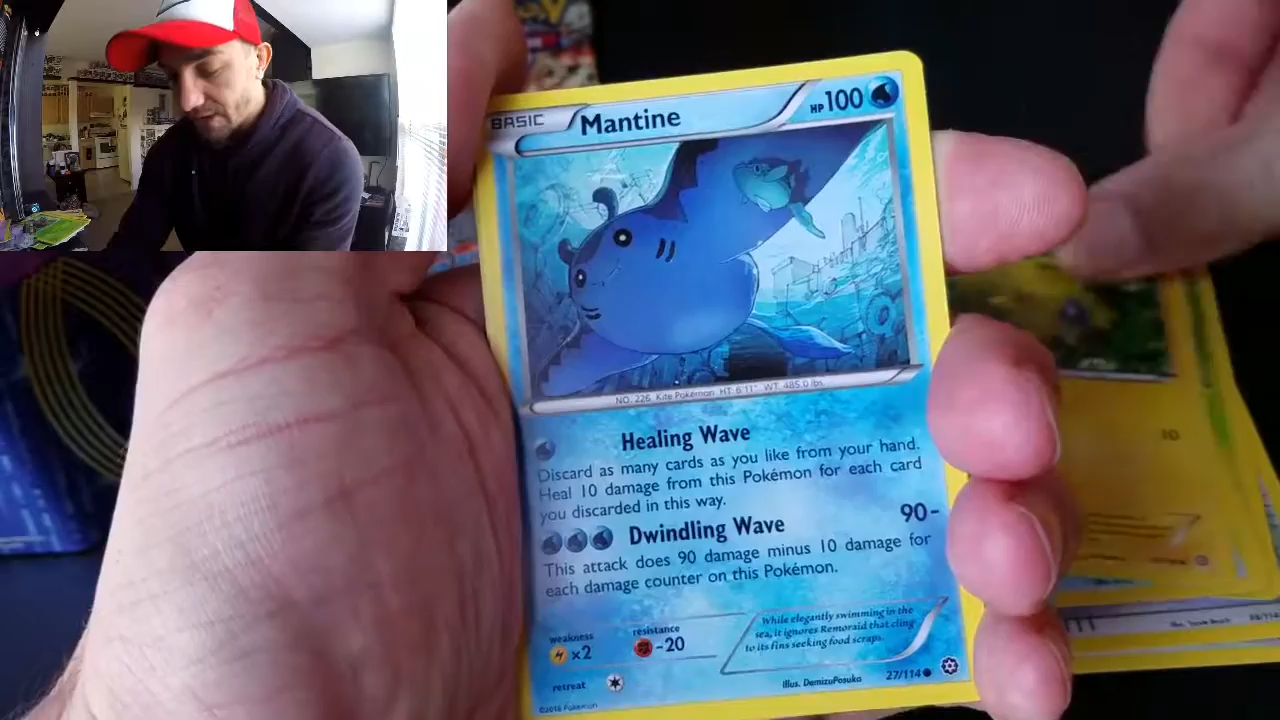 BASIC Mantine HP 100
NO. 226 Kite Pokémon HT: 6'11" WT: 485.0 lbs.
Healing Wave
Discard as many cards as you like from your hand.
Heal 10 damage from this Pokémon for each card
you discarded in this way.
Dwindling Wave 90-
This attack does 90 damage minus 10 damage for
each damage counter on this Pokémon.
weakness
×2
resistance
-20
retreat
While elegantly swimming in the
sea, it ignores Remoraid that cling
to its fins seeking food scraps.
Illus. DemizuPosuka
27/114
©2016 Pokémon
10